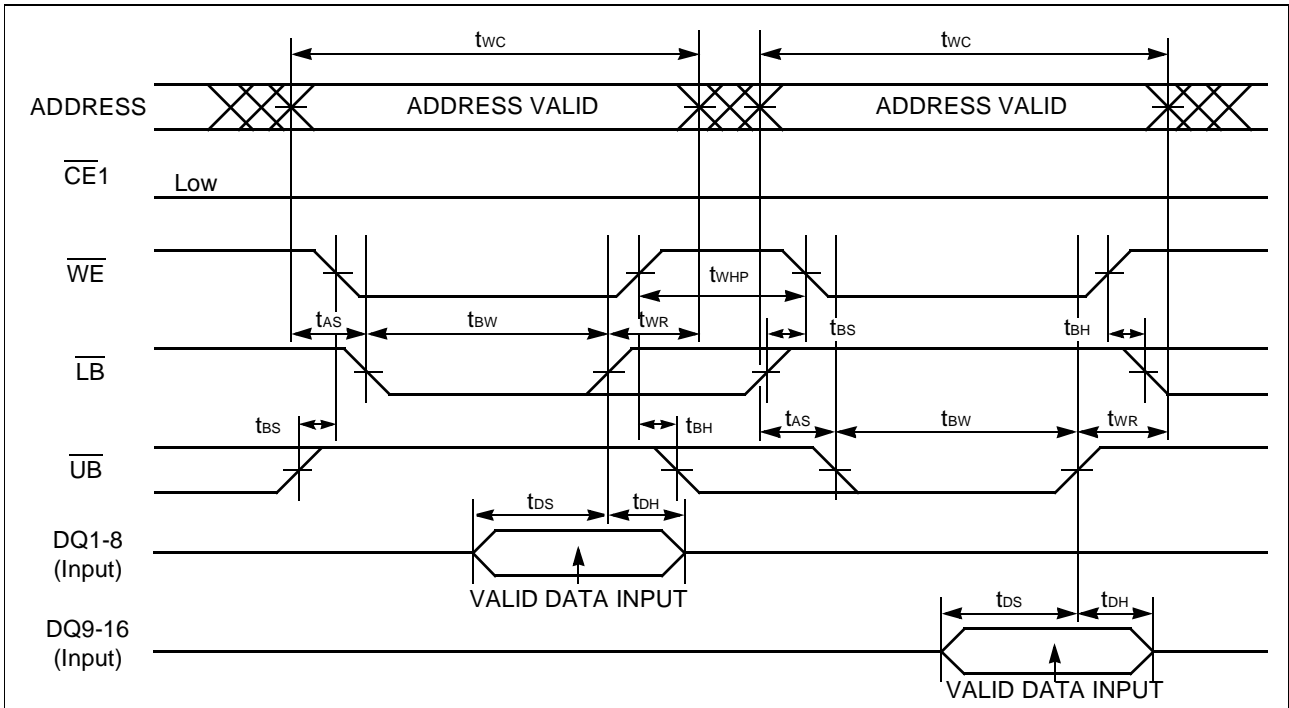 tWC tWC
ADDRESS ADDRESS VALID ADDRESS VALID
CE1 Low
WE
tWHP
tAS tBW tWR tBS tBH
LB
tBS tBH tAS tBW tWR
UB
tDS tDH
DQ1-8
(Input)
VALID DATA INPUT
tDS tDH
DQ9-16
(Input)
VALID DATA INPUT